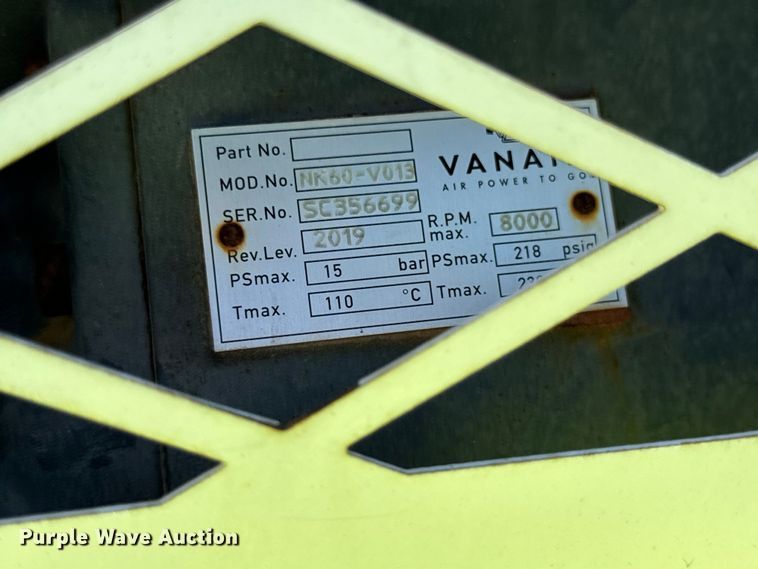 Part No.
VANAI
AIR POWER TO GO
MOD.No. NK60-V013
SER.No. SC356699
Rev.Lev. 2019 R.P.M. max. 8000
PSmax. 15 bar PSmax. 218 psig
Tmax. 110 °C Tmax.
Purple Wave Auction